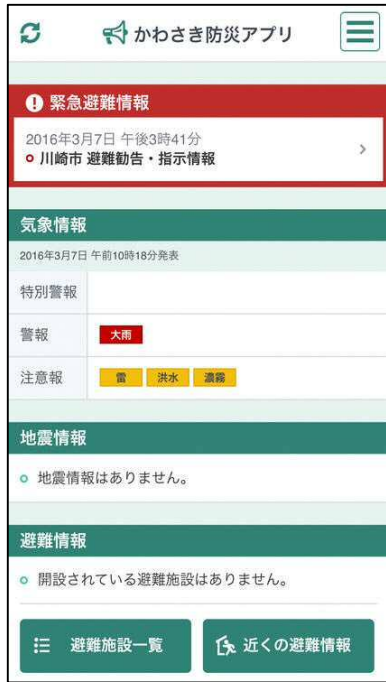 かわさき防災アプリ
緊急避難情報
2016年3月7日 午後3時41分
川崎市 避難勧告・指示情報
気象情報
2016年3月7日 午前10時18分発表
特別警報
警報 大雨
注意報 雷 洪水 濃霧
地震情報
地震情報はありません。
避難情報
開設されている避難施設はありません。
避難施設一覧 近くの避難情報